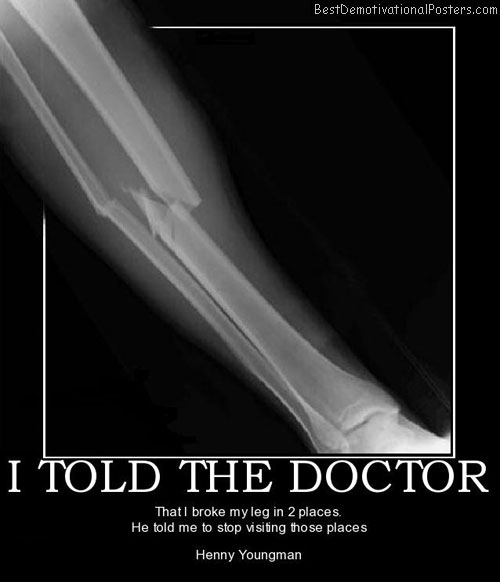 BestDemotivationalPosters.com
I TOLD THE DOCTOR
That I broke my leg in 2 places.
He told me to stop visiting those places
Henny Youngman